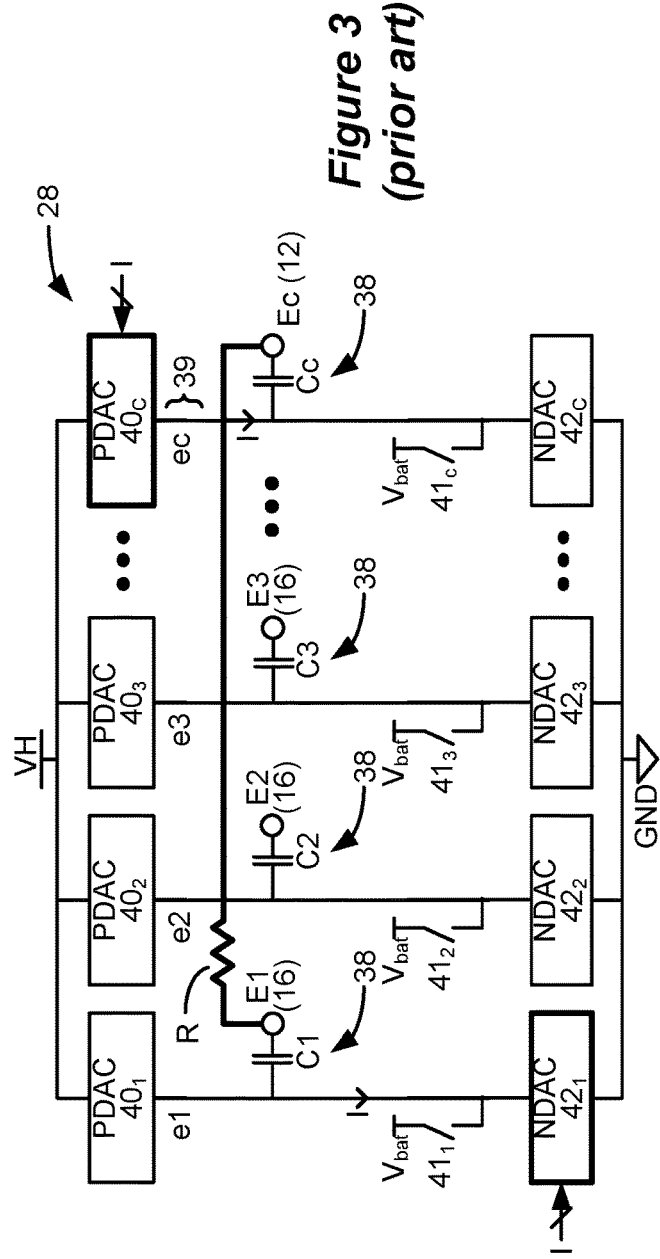 Figure 3
(prior art)
28
VH
PDAC
40₁
PDAC
40₂
PDAC
40₃
PDAC
40C
I
e1
e2
e3
ec
39
R
I
E1
(16)
E2
(16)
E3
(16)
Ec (12)
C1
C2
C3
Cc
38
38
38
38
I
Vbat
41₁
Vbat
41₂
Vbat
41₃
Vbat
41c
NDAC
42₁
NDAC
42₂
NDAC
42₃
NDAC
42C
I
GND